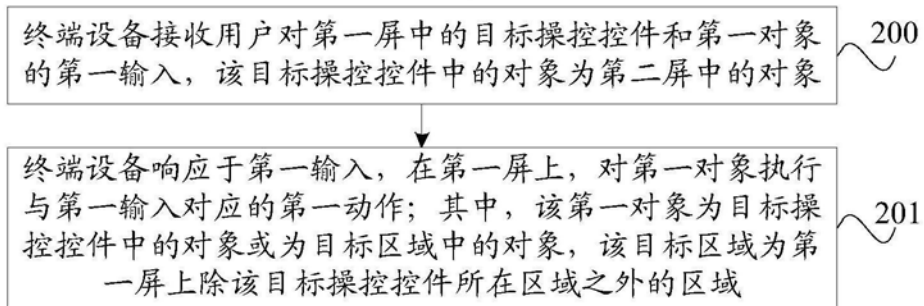 终端设备接收用户对第一屏中的目标操控控件和第一对象
的第一输入，该目标操控控件中的对象为第二屏中的对象
200
终端设备响应于第一输入，在第一屏上，对第一对象执行
与第一输入对应的第一动作；其中，该第一对象为目标操
控控件中的对象或为目标区域中的对象，该目标区域为第
一屏上除该目标操控控件所在区域之外的区域
201